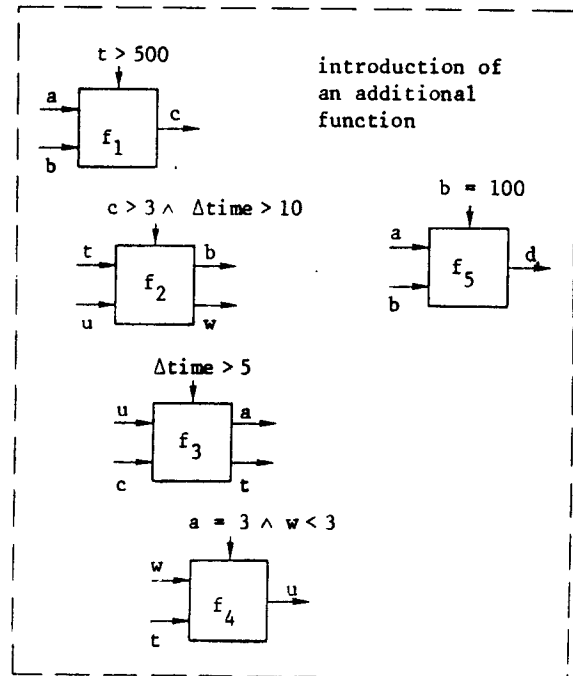 t > 500
introduction of
an additional
function
a
c
f1
b
b = 100
c > 3 ∧ Δtime > 10
a
t
b
d
f5
f2
b
u
w
Δtime > 5
u
a
f3
c
t
a = 3 ∧ w < 3
w
u
f4
t